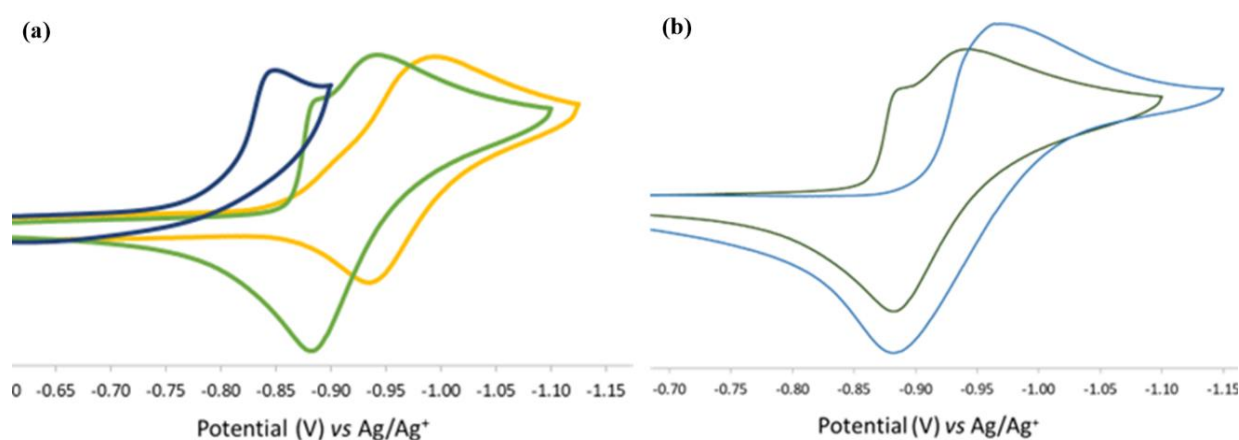 (a)
(b)
0 -0.65 -0.70 -0.75 -0.80 -0.85 -0.90 -0.95 -1.00 -1.05 -1.10 -1.15
-0.70 -0.75 -0.80 -0.85 -0.90 -0.95 -1.00 -1.05 -1.10 -1.15
Potential (V) vs Ag/Ag⁺
Potential (V) vs Ag/Ag⁺